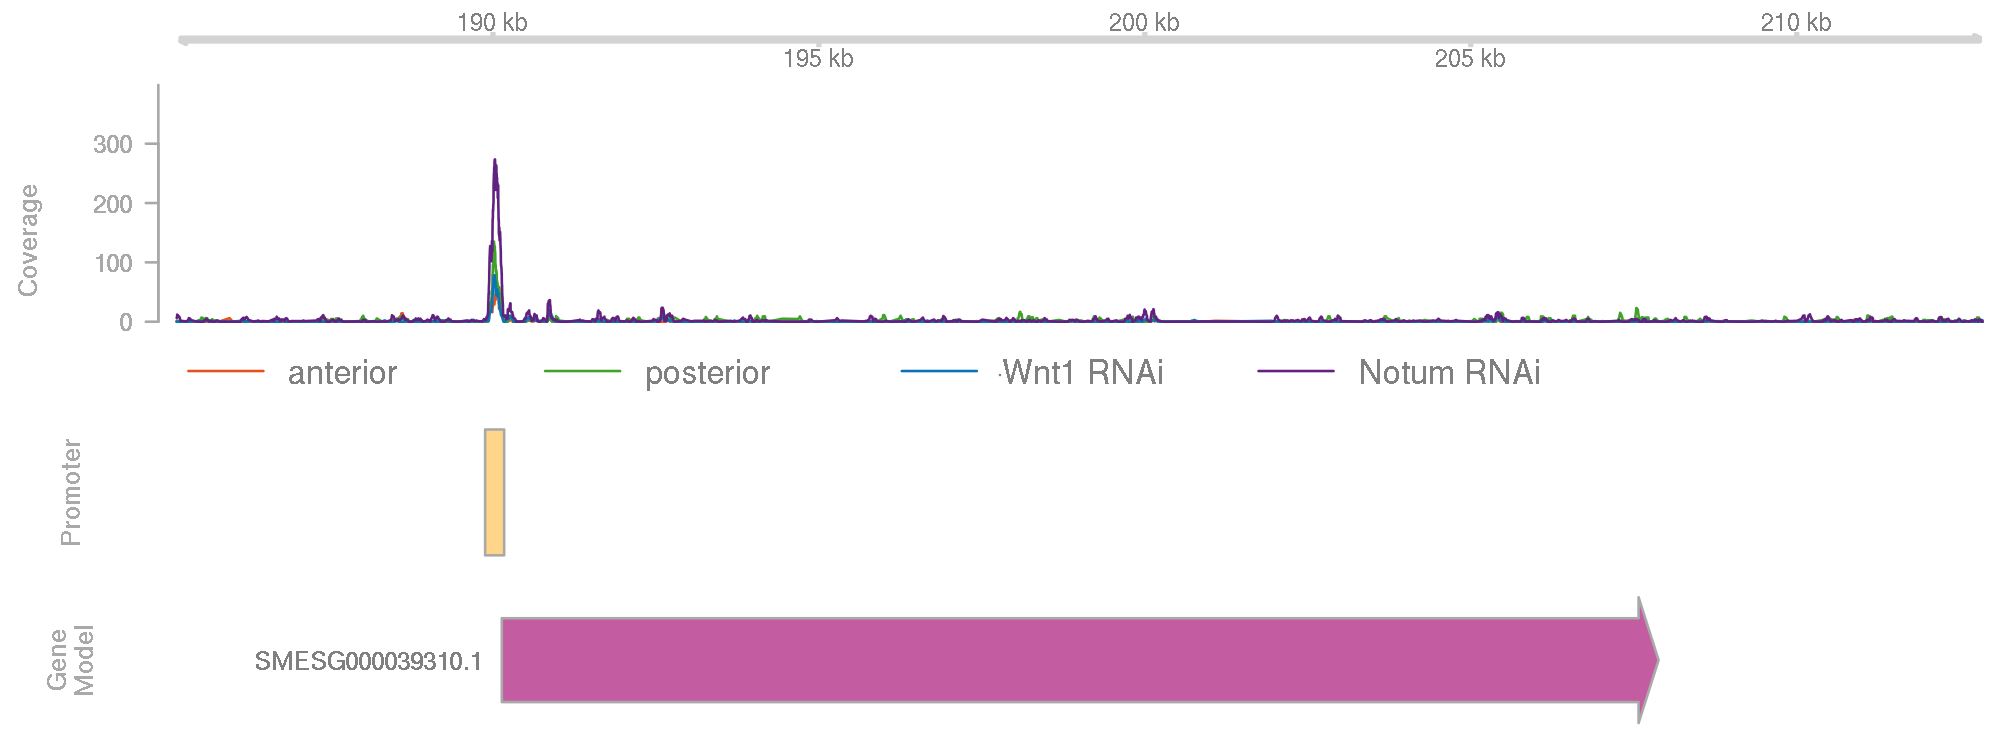 190 kb 200 kb 210 kb
195 kb 205 kb
300
200
100
0
Coverage
anterior posterior Wnt1 RNAi Notum RNAi
Promoter
Gene
Model
SMESG000039310.1